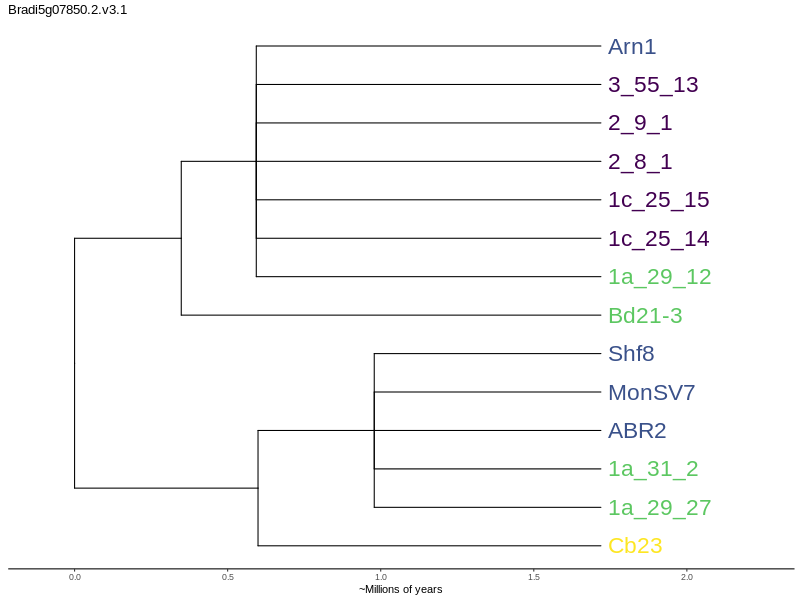 Bradi5g07850.2.v3.1
Arn1
3_55_13
2_9_1
2_8_1
1c_25_15
1c_25_14
1a_29_12
Bd21-3
Shf8
MonSV7
ABR2
1a_31_2
1a_29_27
Cb23
0.0 0.5 1.0 1.5 2.0
~Millions of years